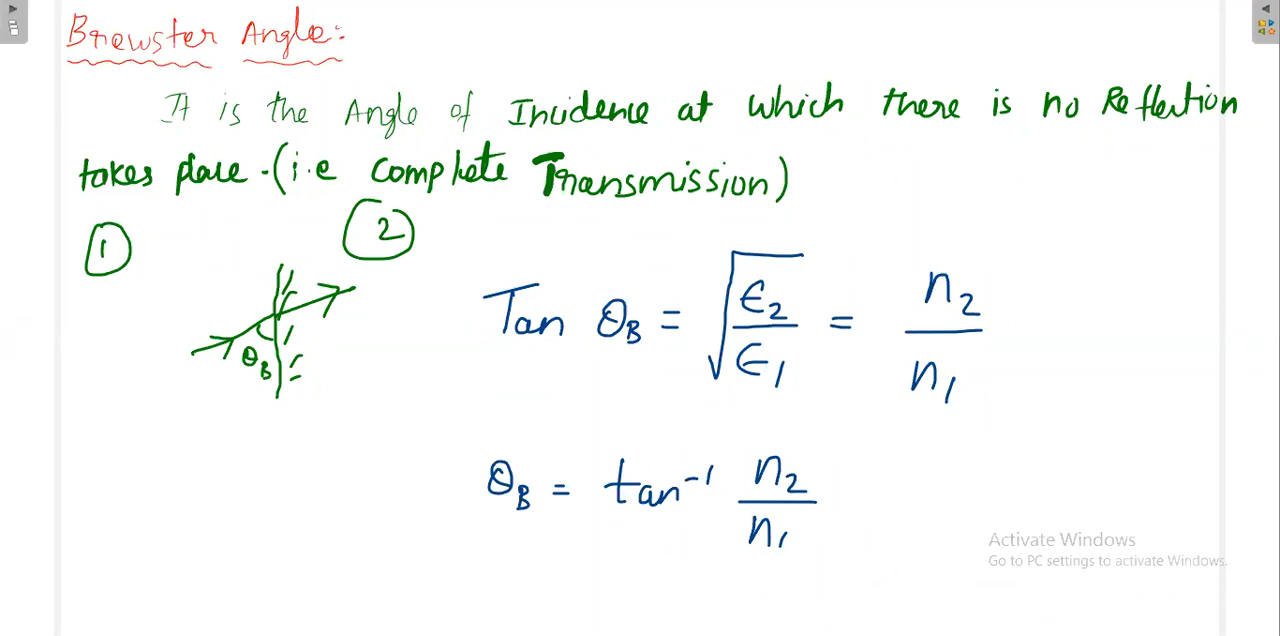 Brewster Angle:-
It is the Angle of Incidence at which there is no Reflection
takes place.(i.e Complete Transmission)
1
2
θB
Tan θB = √(ϵ2/ϵ1) = n2/n1
θB = tan⁻¹ n2/n1
Activate Windows
Go to PC settings to activate Windows.